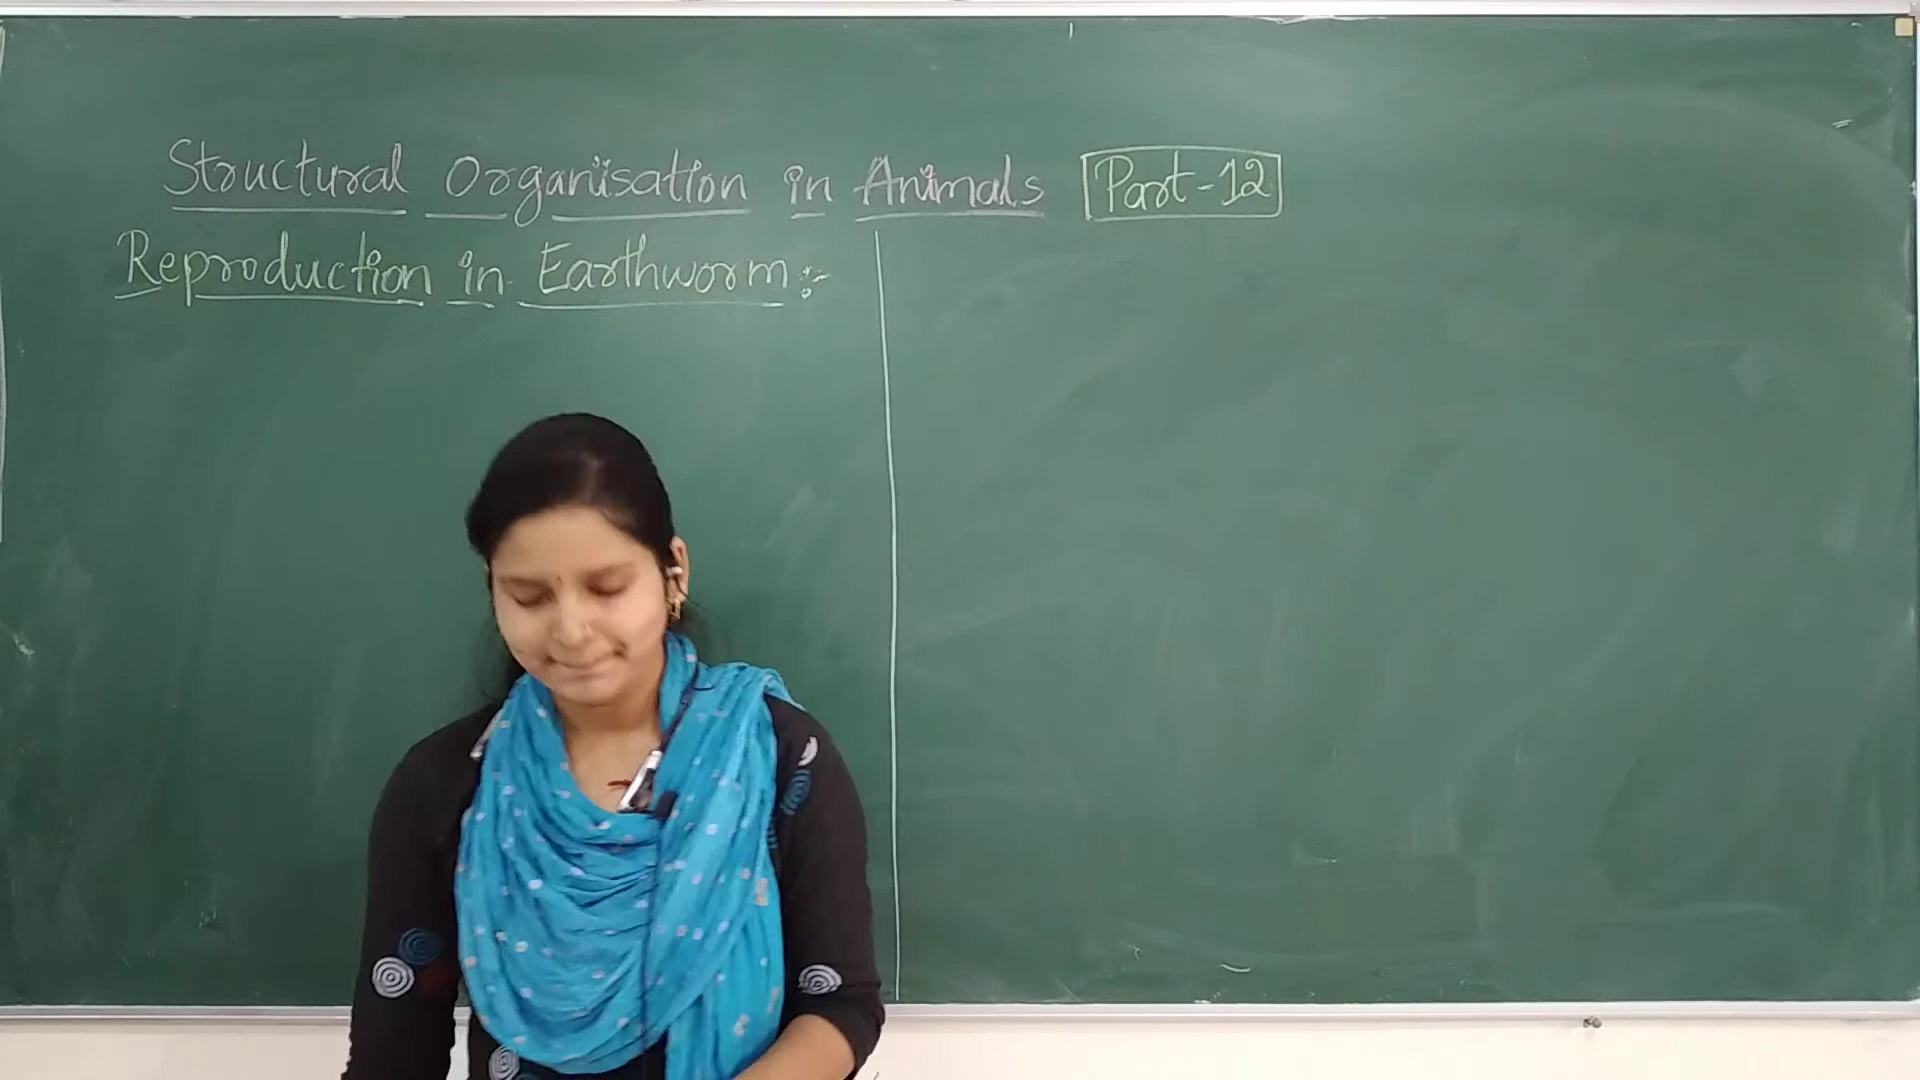 Structural Organisation in Animals Part-12
Reproduction in Earthworm:-